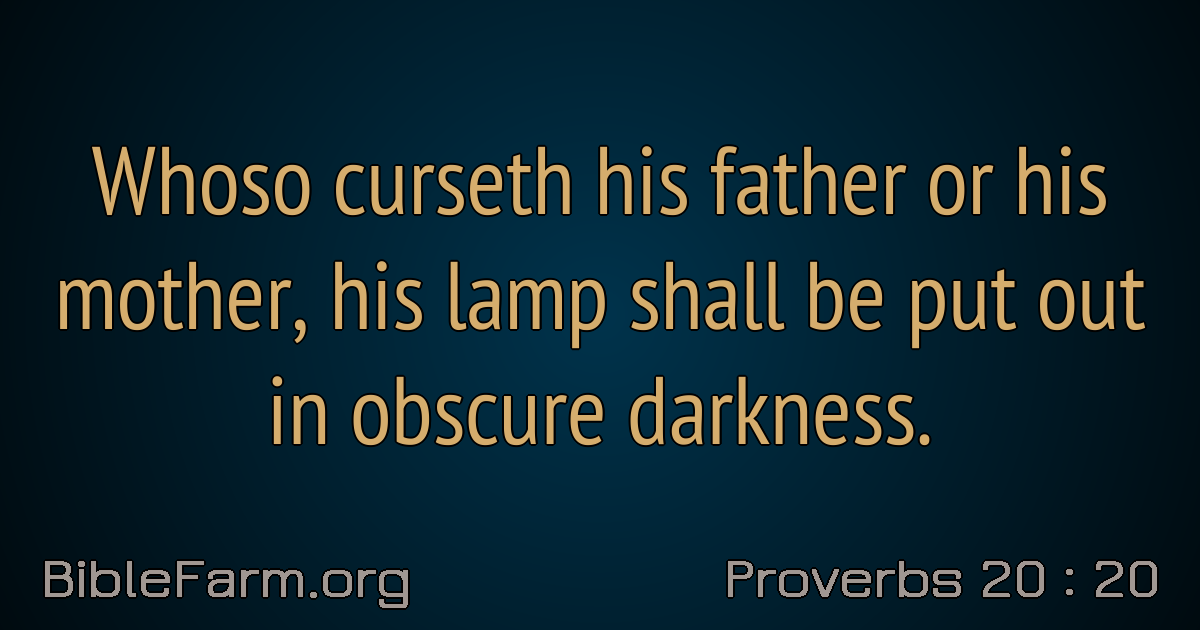 Whoso curseth his father or his
mother, his lamp shall be put out
in obscure darkness.
BibleFarm.org
Proverbs 20 : 20